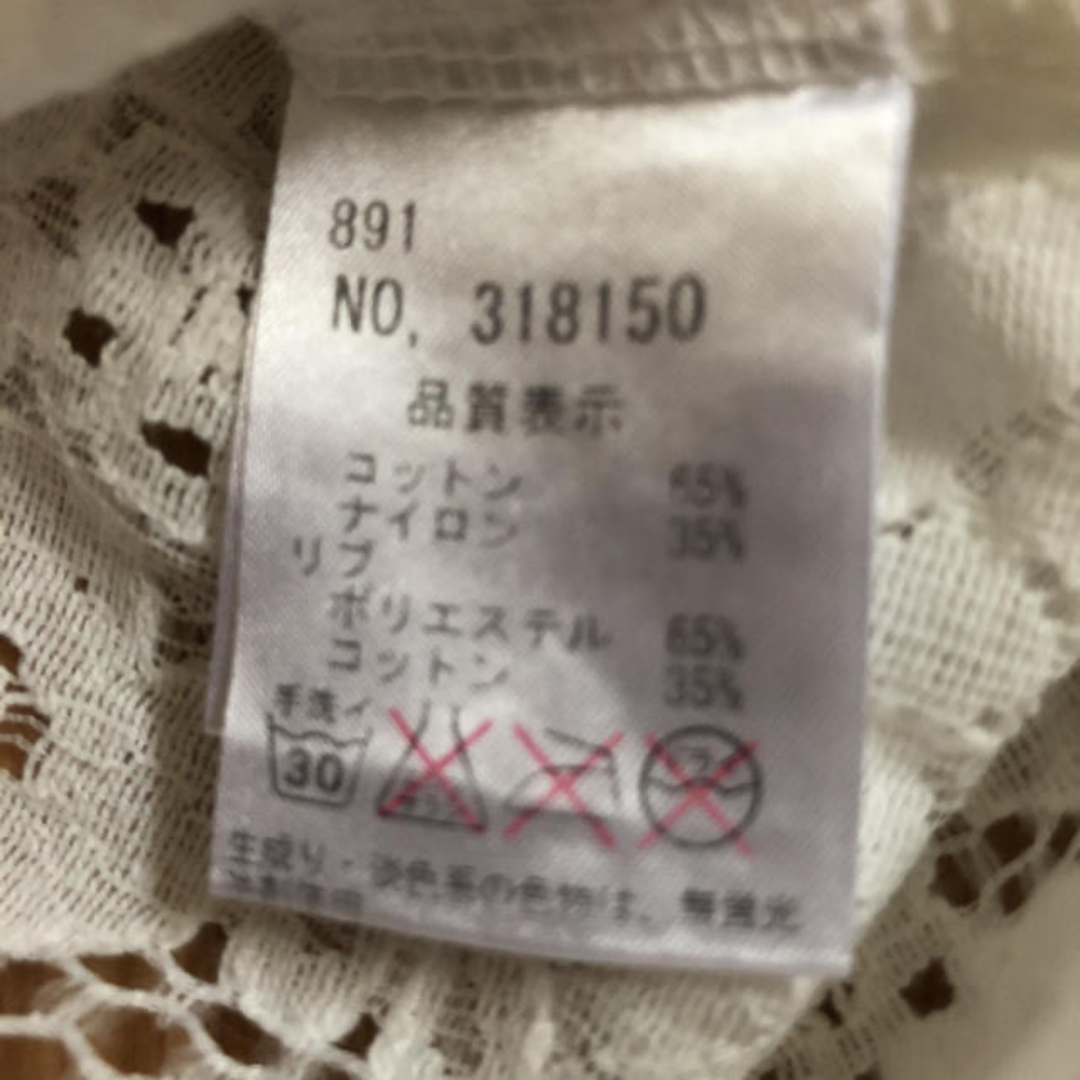 891
NO. 318150
品質表示
コットン 65%
ナイロン 35%
リブ
ポリエステル 65%
コットン 35%
手洗イ
30
生成り・淡色系の色物は、無蛍光